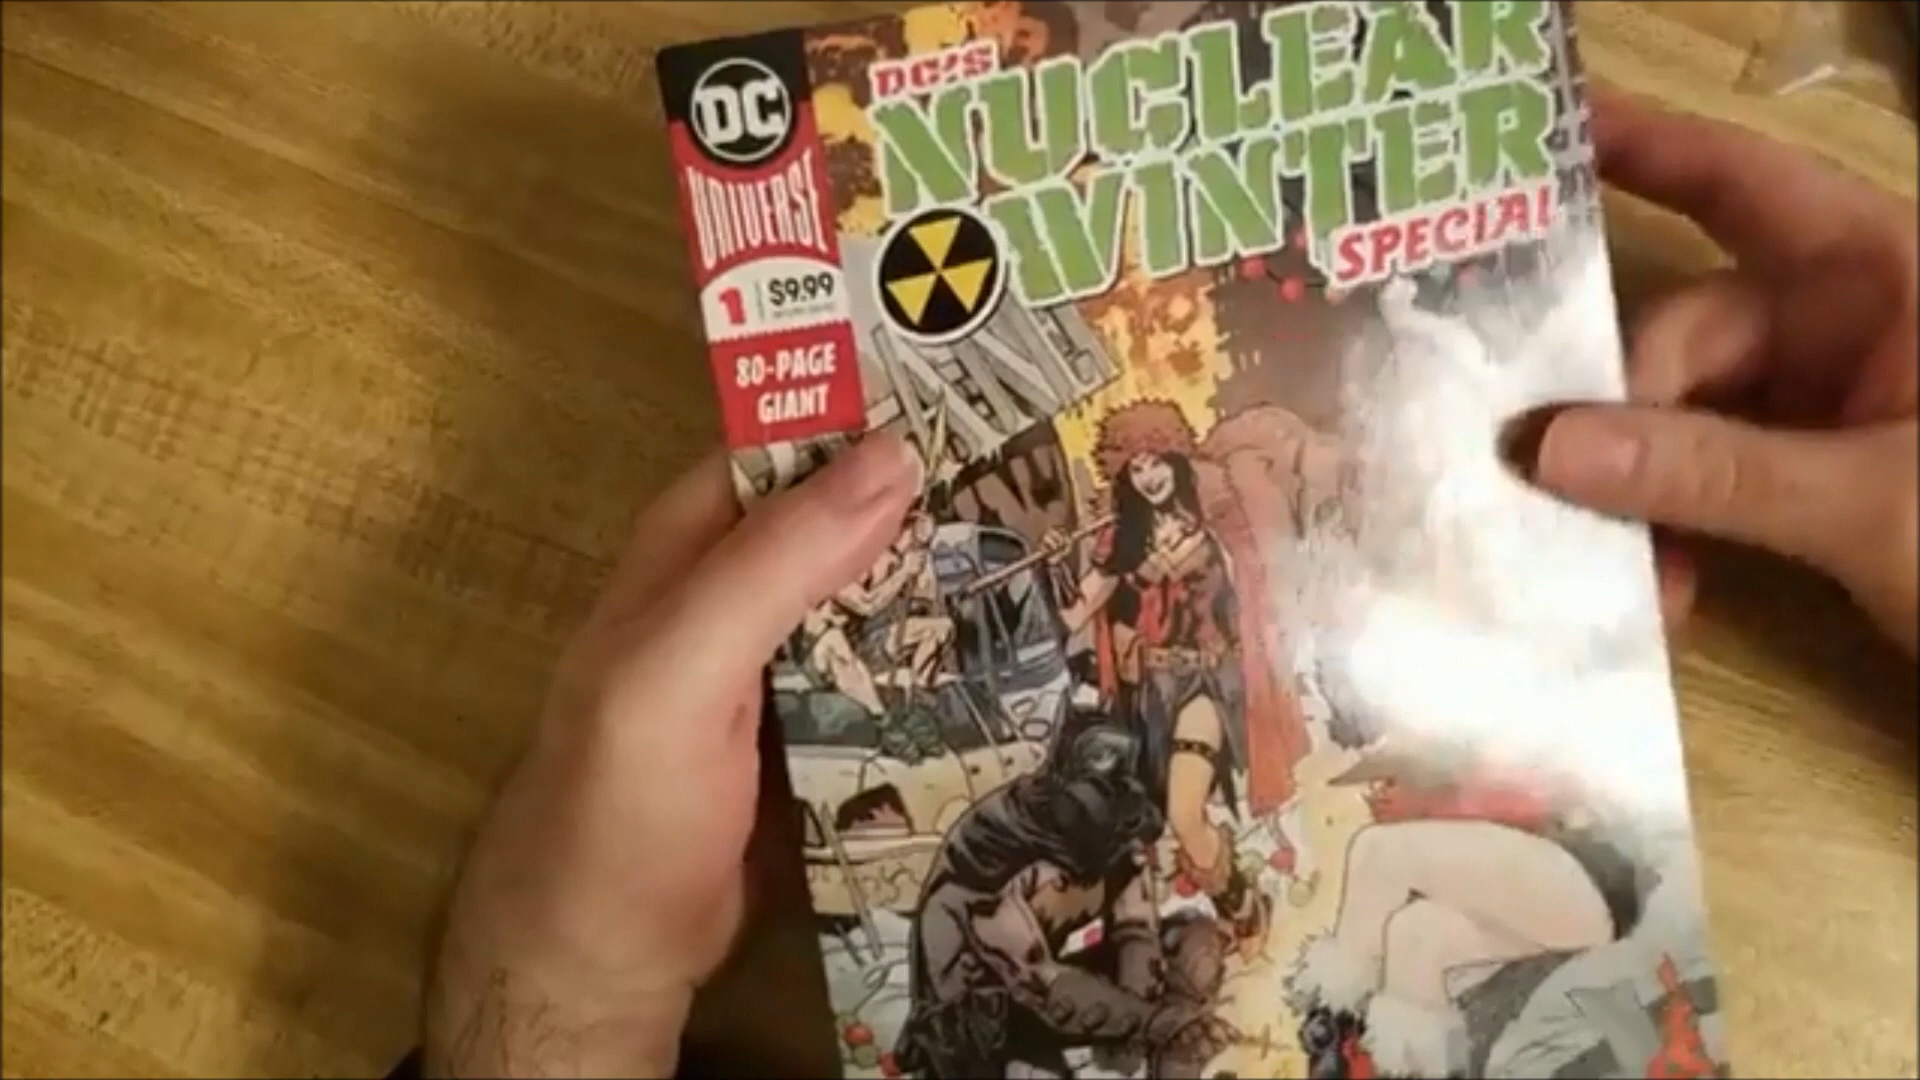 DC
UNIVERSE
1 $9.99
80-PAGE
GIANT
DC'S
NUCLEAR
WINTER
SPECIAL